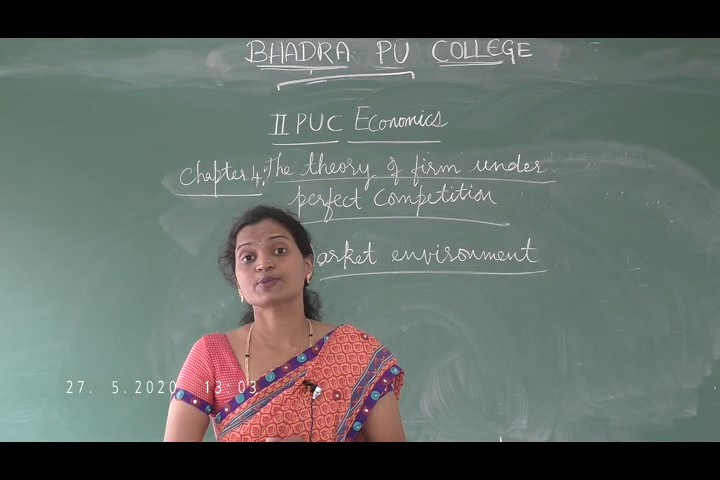 BHADRA PU COLLEGE
II PUC Economics
Chapter 4: The theory of firm under
perfect Competition
arket environment
27. 5.2020 13:03